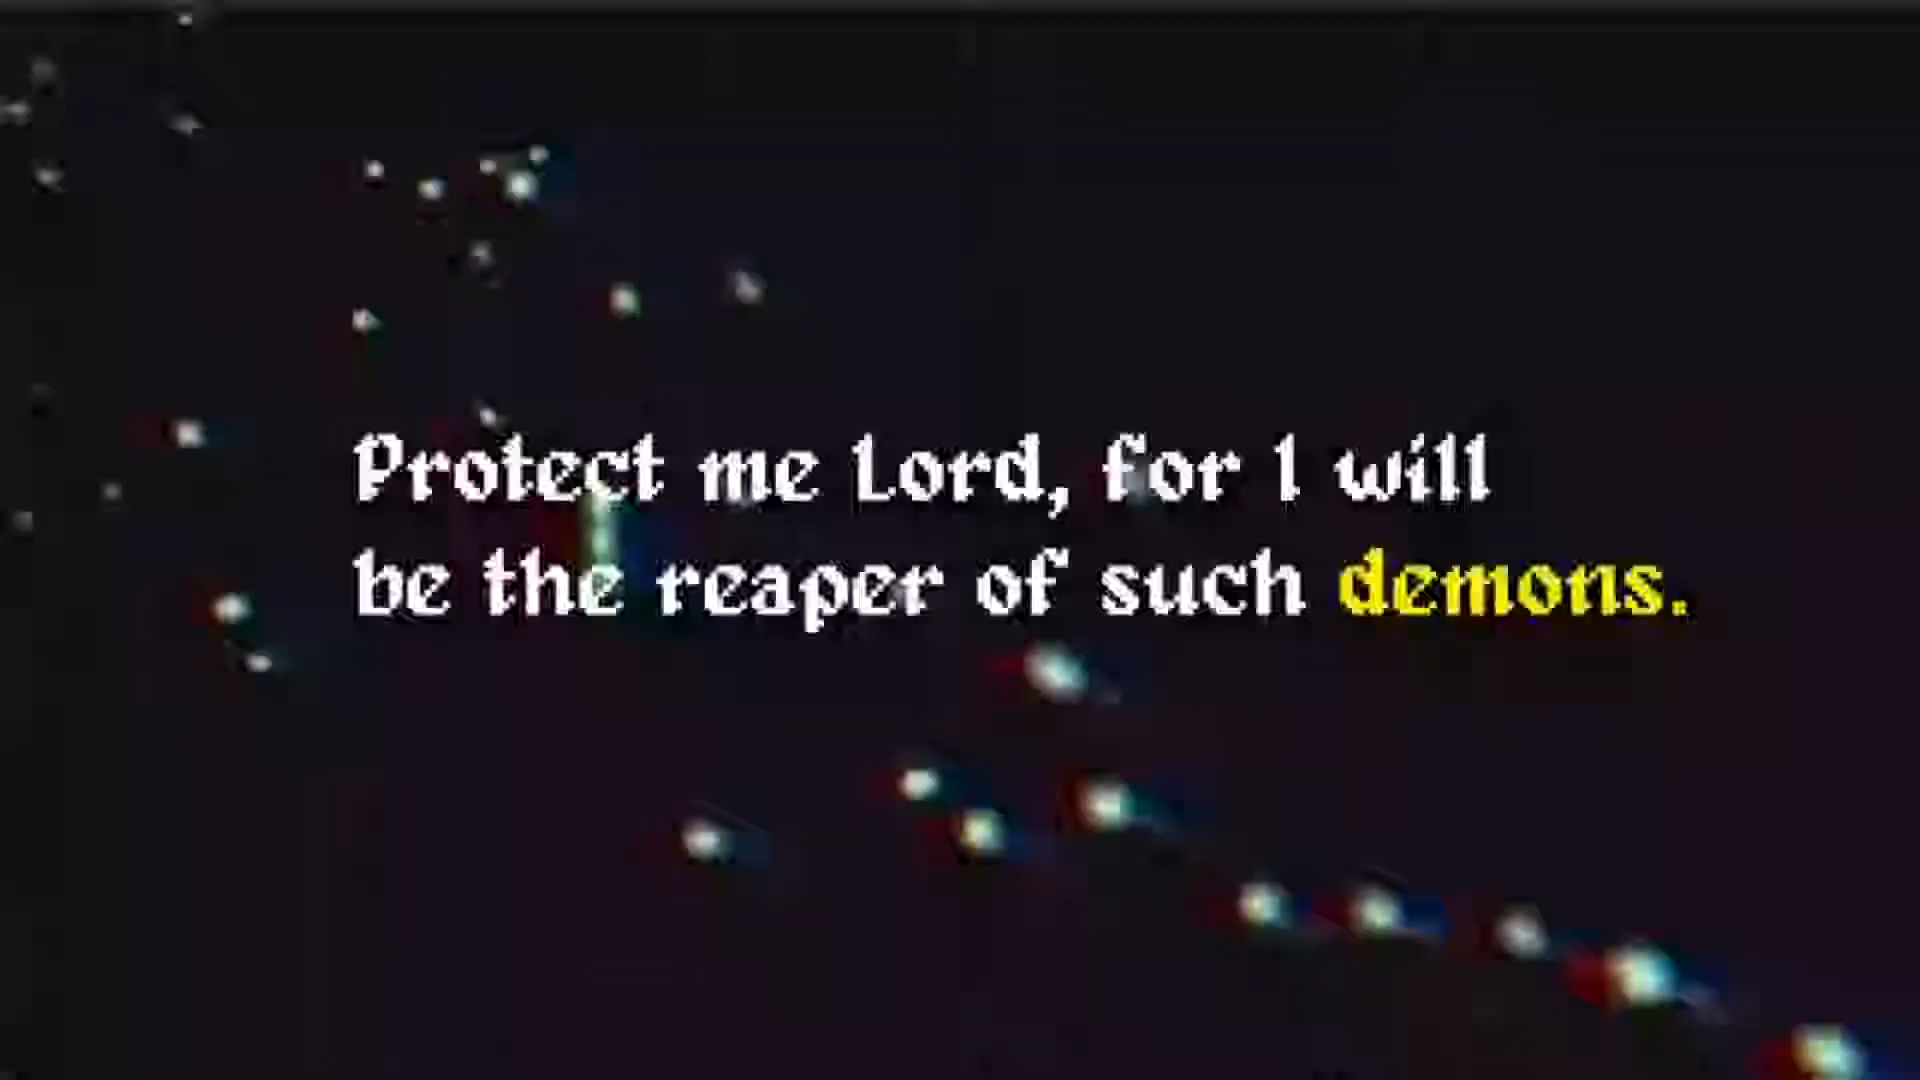 Protect me Lord, for I will
be the reaper of such demons.